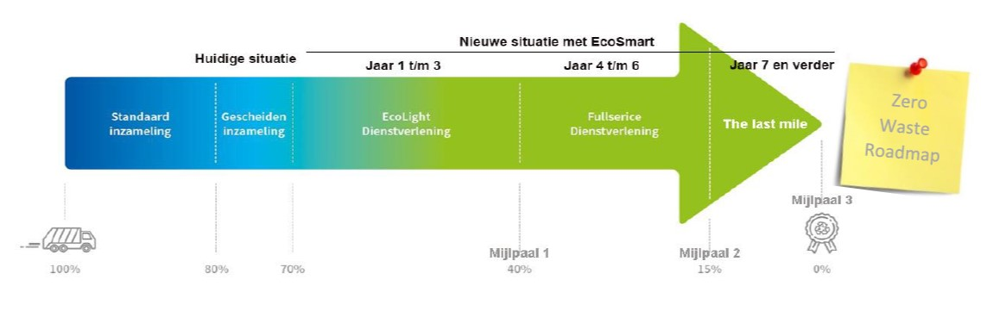 Nieuwe situatie met EcoSmart
Huidige situatie
Jaar 1 t/m 3
Jaar 4 t/m 6
Jaar 7 en verder
Standaard
inzameling
Gescheiden
inzameling
EcoLight
Dienstverlening
Fullserice
Dienstverlening
The last mile
Zero
Waste
Roadmap
Mijlpaal 3
Mijlpaal 1
Mijlpaal 2
100%
80%
70%
40%
15%
0%